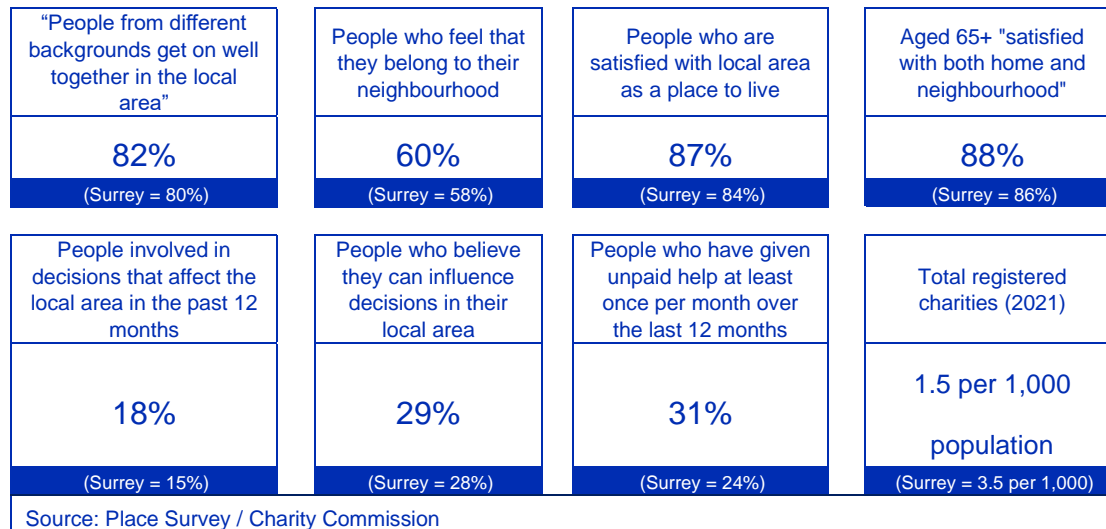 “People from different
backgrounds get on well
together in the local
area”
82%
(Surrey = 80%)
People who feel that
they belong to their
neighbourhood
60%
(Surrey = 58%)
People who are
satisfied with local area
as a place to live
87%
(Surrey = 84%)
Aged 65+ "satisfied
with both home and
neighbourhood"
88%
(Surrey = 86%)
People involved in
decisions that affect the
local area in the past 12
months
18%
(Surrey = 15%)
People who believe
they can influence
decisions in their
local area
29%
(Surrey = 28%)
People who have given
unpaid help at least
once per month over
the last 12 months
31%
(Surrey = 24%)
Total registered
charities (2021)
1.5 per 1,000
population
(Surrey = 3.5 per 1,000)
Source: Place Survey / Charity Commission